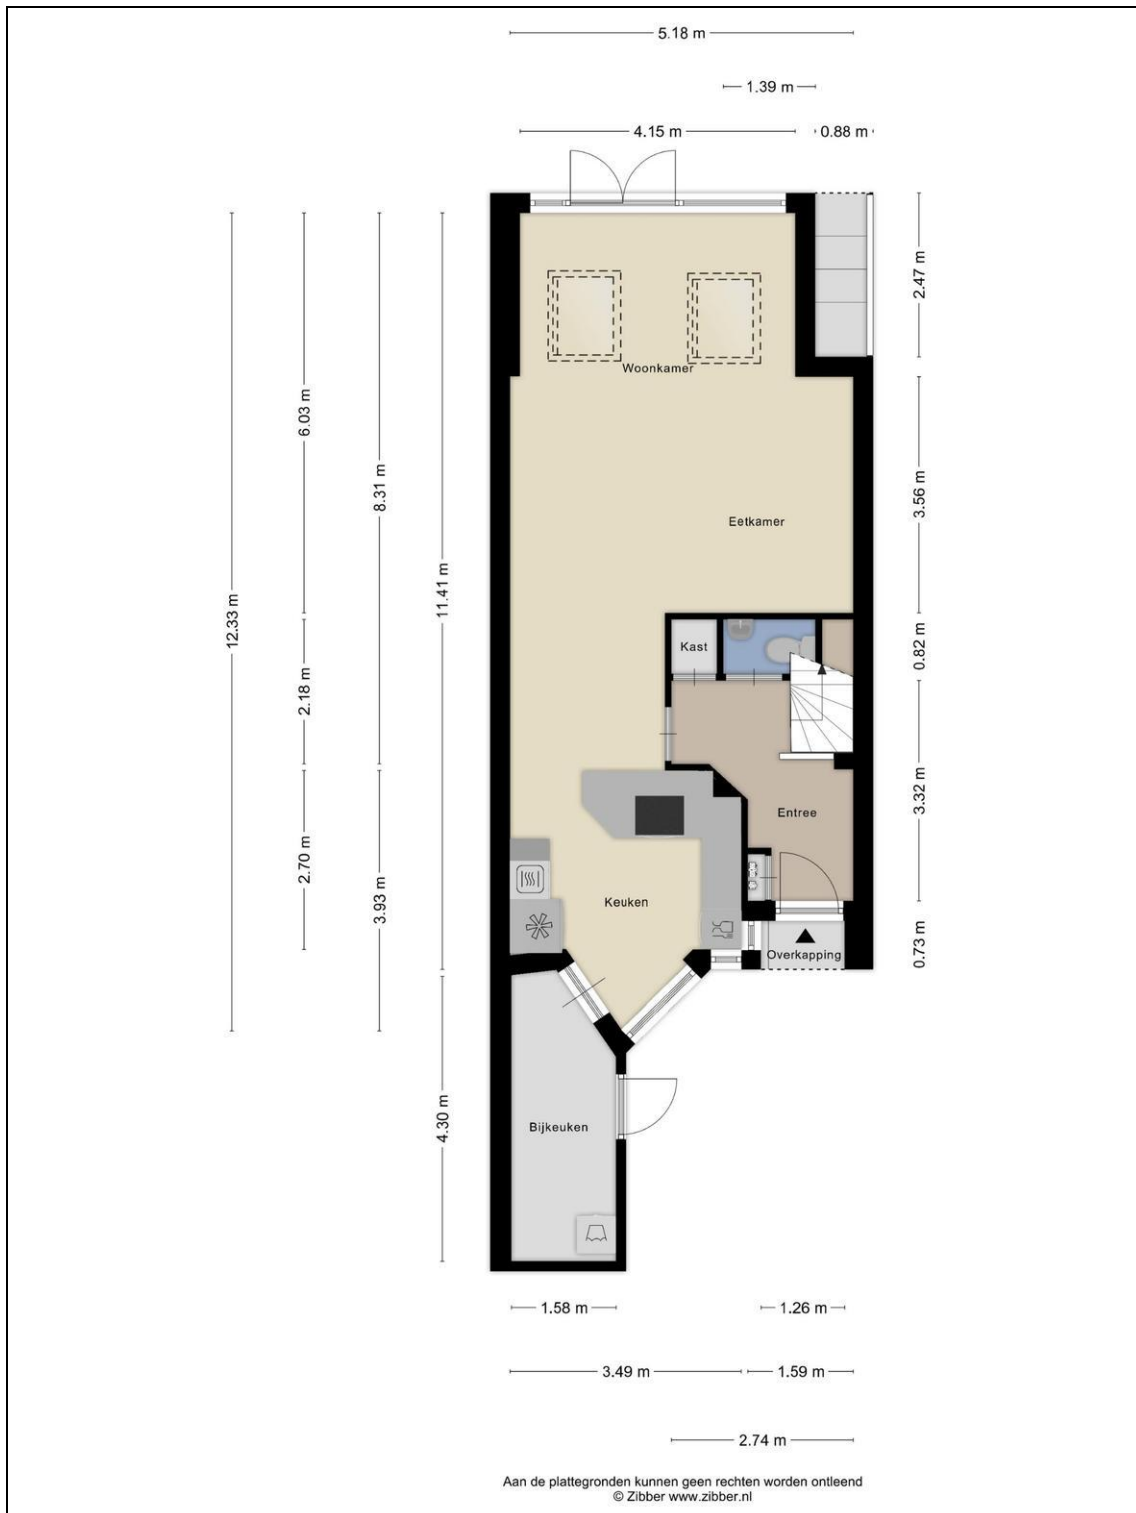 5.18 m
1.39 m
4.15 m
0.88 m
12.33 m
6.03 m
2.18 m
2.70 m
8.31 m
3.93 m
11.41 m
4.30 m
Woonkamer
Eetkamer
Kast
Entree
Keuken
Overkapping
Bijkeuken
2.47 m
3.56 m
0.82 m
3.32 m
0.73 m
1.58 m
1.26 m
3.49 m
1.59 m
2.74 m
Aan de plattegronden kunnen geen rechten worden ontleend
© Zibber www.zibber.nl